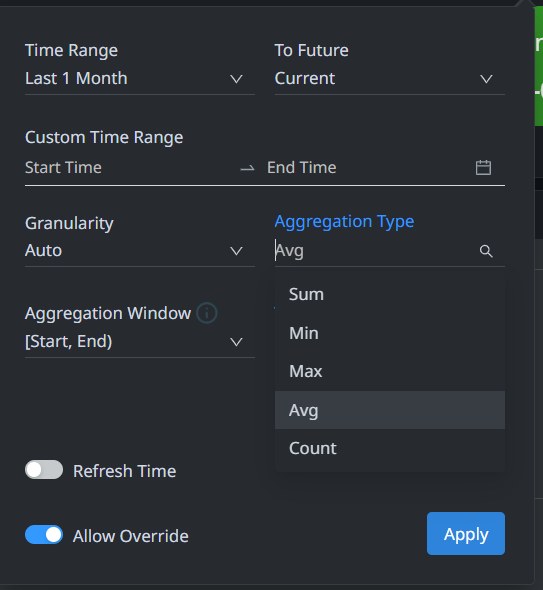 Time Range
To Future
Last 1 Month
Current
Custom Time Range
Start Time
End Time
Granularity
Aggregation Type
Auto
Avg
Aggregation Window
[Start, End)
Sum
Min
Max
Avg
Count
Refresh Time
Allow Override
Apply